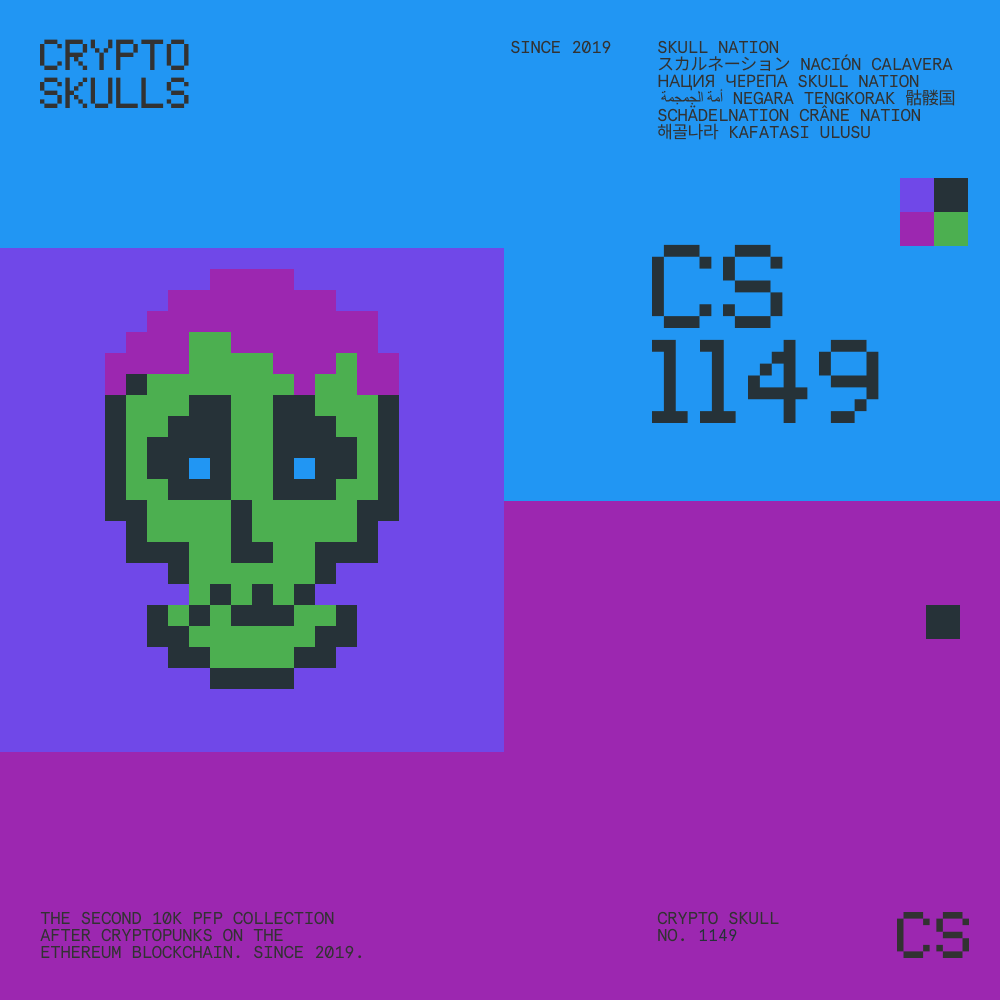 CRYPTO
SKULLS
SINCE 2019
SKULL NATION
スカルネーション NACIÓN CALAVERA
НАЦИЯ ЧЕРЕПА SKULL NATION
أمة الجمجمة NEGARA TENGKORAK 骷髅国
SCHÄDELNATION CRÂNE NATION
해골나라 KAFATASI ULUSU
CS
1149
THE SECOND 10K PFP COLLECTION
AFTER CRYPTOPUNKS ON THE
ETHEREUM BLOCKCHAIN. SINCE 2019.
CRYPTO SKULL
NO. 1149
CS